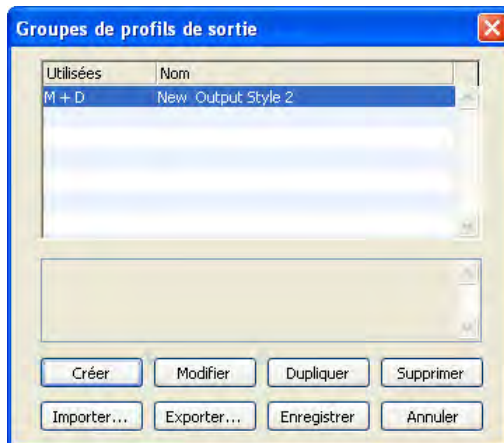 Groupes de profils de sortie
Utilisées Nom
M + D New Output Style 2
Créer Modifier Dupliquer Supprimer
Importer... Exporter... Enregistrer Annuler